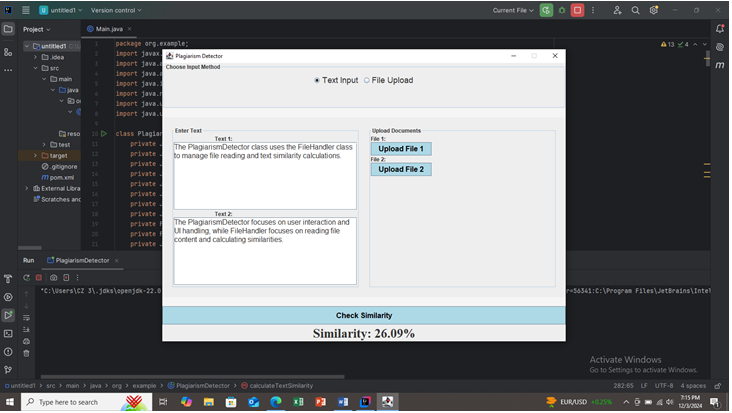 untitled1 Version control Current File
Project Main.java
untitled1
.idea
src
main
java
test
target
.gitignore
pom.xml
External Libra
Scratches and
1 package org.example;
2 import javax
3 import java.
4 import java.
5 import java.
6 import java.
7 import java.
8 import java.
10 class Plagiar
11 private
12 private
13 private
14 private
15 private
16 private
17 private
18 private F
19 private
20 private
21 private
13 4
Plagiarism Detector
Choose Input Method
Text Input File Upload
Enter Text
Text 1:
The PlagiarismDetector class uses the FileHandler class
to manage file reading and text similarity calculations.
Text 2:
The PlagiarismDetector focuses on user interaction and
UI handling, while FileHandler focuses on reading file
content and calculating similarities.
Upload Documents
File 1:
Upload File 1
File 2:
Upload File 2
Check Similarity
Similarity: 26.09%
Run PlagiarismDetector
"C:\Users\CZ 3\.jdks\openjdk-22.0
=56341:C:\Program Files\JetBrains\Intel
Activate Windows
Go to Settings to activate Windows.
untitled1 > src > main > java > org > example > PlagiarismDetector > calculateTextSimilarity
282:65 LF UTF-8 4 spaces
Type here to search
EUR/USD +0.25%
7:15 PM
12/3/2024